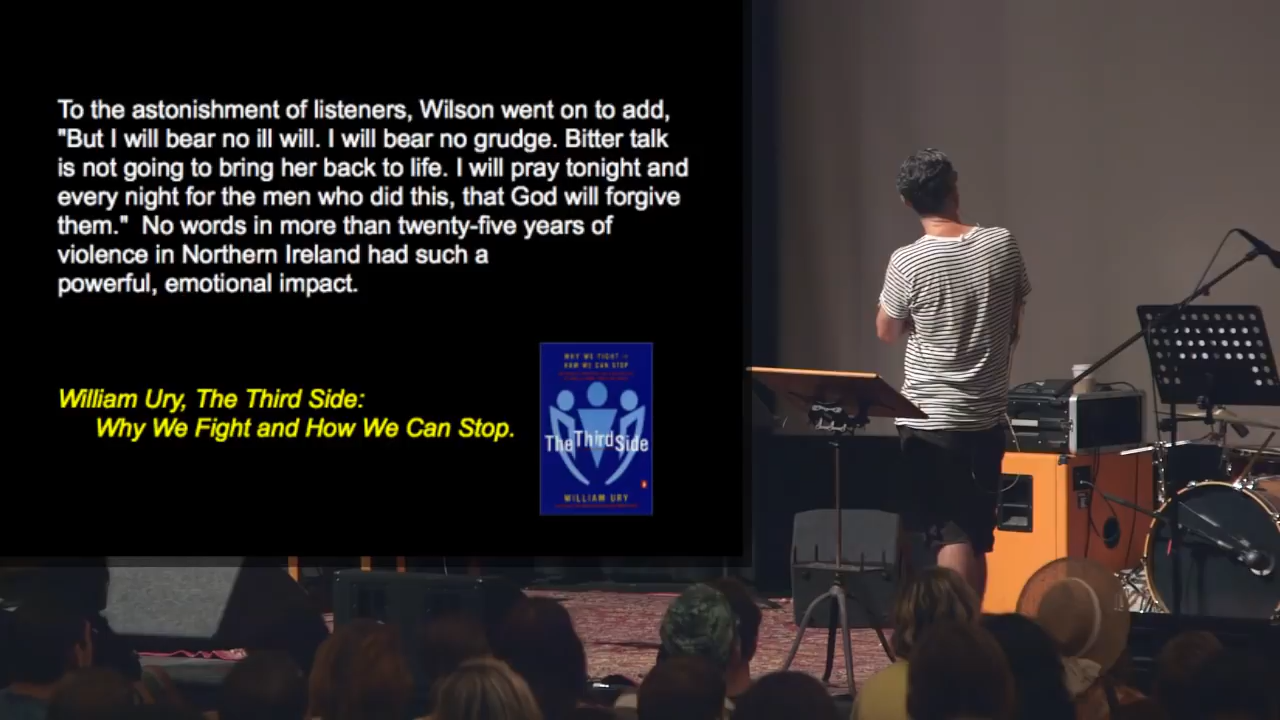 To the astonishment of listeners, Wilson went on to add,
"But I will bear no ill will. I will bear no grudge. Bitter talk
is not going to bring her back to life. I will pray tonight and
every night for the men who did this, that God will forgive
them."  No words in more than twenty-five years of
violence in Northern Ireland had such a
powerful, emotional impact.
William Ury, The Third Side:
Why We Fight and How We Can Stop.
WHY WE FIGHT
HOW WE CAN STOP
The Third Side
WILLIAM URY